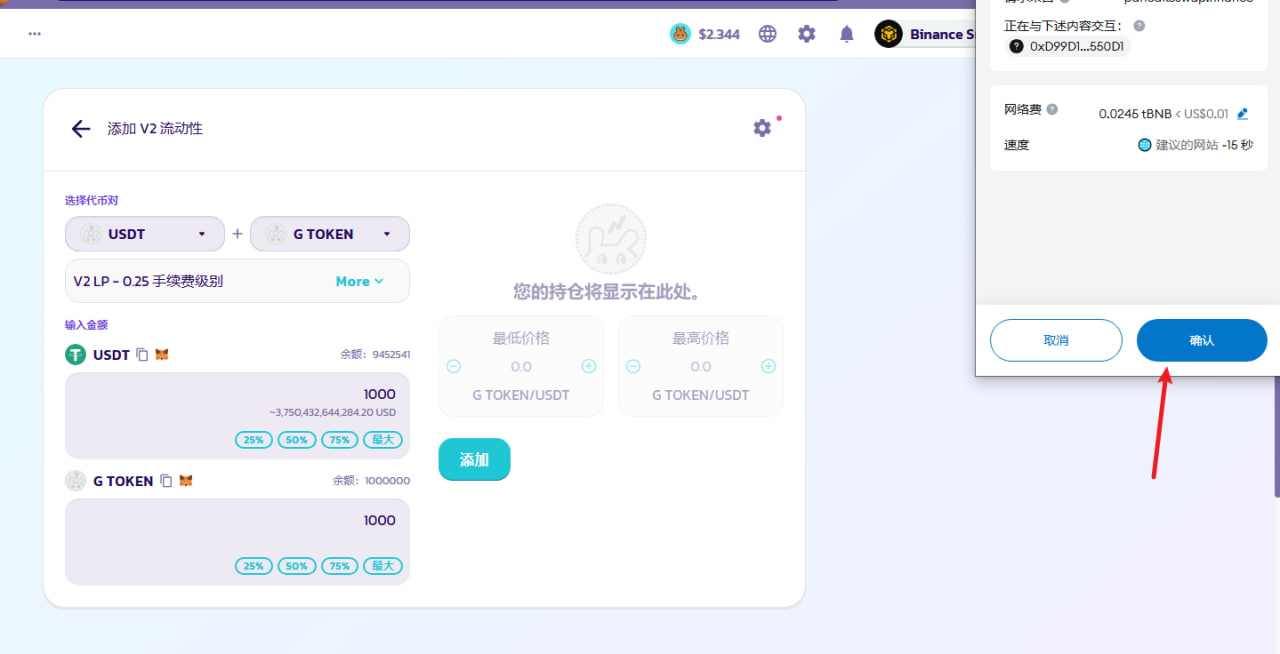 $2.344
Binance S
添加 V2 流动性
选择代币对
USDT + G TOKEN
V2 LP - 0.25 手续费级别 More
输入金额
USDT 余额: 9452541
1000
~3,750,432,644,284.20 USD
25% 50% 75% 最大
G TOKEN 余额: 1000000
1000
25% 50% 75% 最大
您的持仓将显示在此处。
最低价格 最高价格
0.0 0.0
G TOKEN/USDT G TOKEN/USDT
添加
正在与下述内容交互:
0xD99D1...550D1
网络费 0.0245 tBNB < US$0.01
速度 建议的网站 ~15 秒
取消 确认